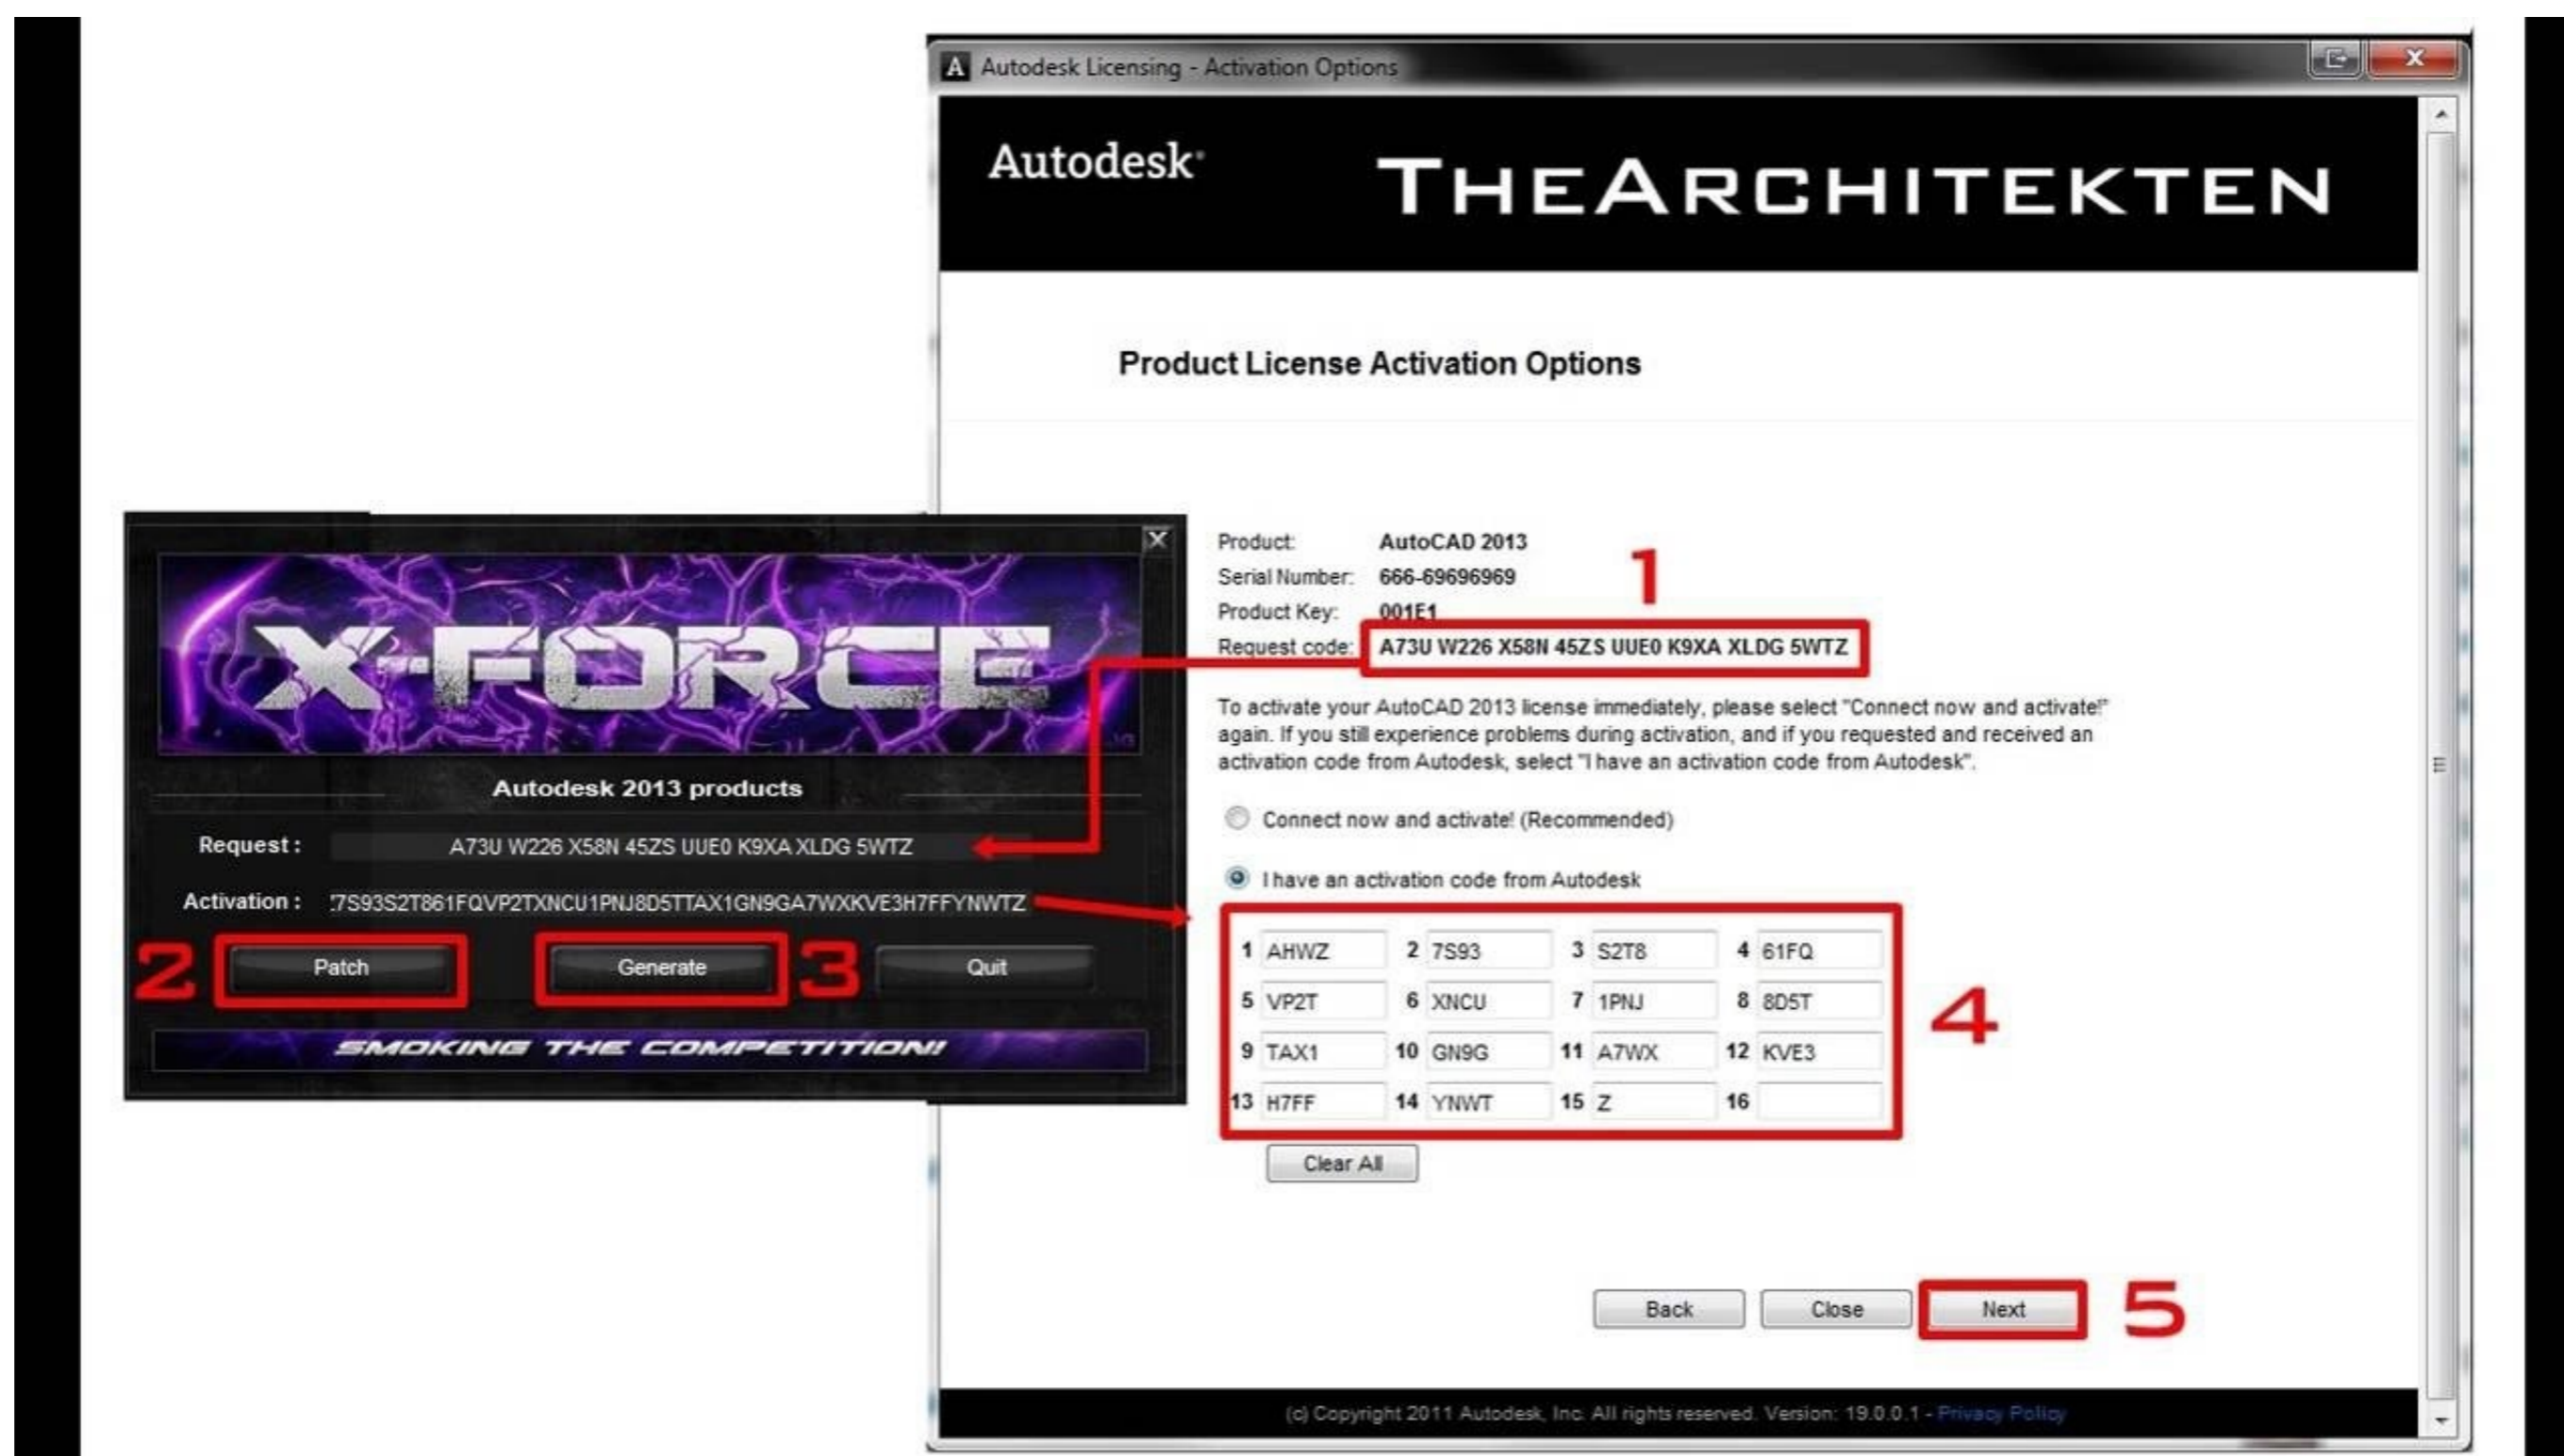 Autodesk Licensing - Activation Options
Autodesk
THEARCHITEKTEN
Product License Activation Options
X-FORCE
Autodesk 2013 products
Request :
A73U W226 X58N 45ZS UUE0 K9XA XLDG 5WTZ
Activation :
7S93S2T861FQVP2TXNCU1PNJ8D5TTAX1GN9GA7WXKVE3H7FFYNWTZ
2 Patch Generate 3 Quit
SMOKING THE COMPETITION!
Product: AutoCAD 2013
1
Serial Number: 666-69696969
Product Key: 001E1
Request code: A73U W226 X58N 45ZS UUE0 K9XA XLDG 5WTZ
To activate your AutoCAD 2013 license immediately, please select "Connect now and activate!"
again. If you still experience problems during activation, and if you requested and received an
activation code from Autodesk, select "I have an activation code from Autodesk".
Connect now and activate! (Recommended)
I have an activation code from Autodesk
1 AHWZ 2 7S93 3 S2T8 4 61FQ
5 VP2T 6 XNCU 7 1PNJ 8 8D5T
4
9 TAX1 10 GN9G 11 A7WX 12 KVE3
13 H7FF 14 YNWT 15 Z 16
Clear All
Back Close Next 5
(c) Copyright 2011 Autodesk, Inc. All rights reserved. Version: 19.0.0.1 - Privacy Policy